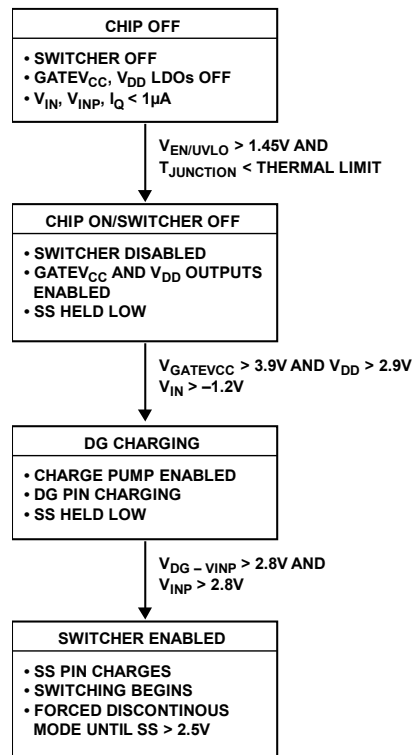 CHIP OFF
• SWITCHER OFF
• GATEVCC, VDD LDOs OFF
• VIN, VINP, IQ < 1µA
VEN/UVLO > 1.45V AND
TJUNCTION < THERMAL LIMIT
CHIP ON/SWITCHER OFF
• SWITCHER DISABLED
• GATEVCC AND VDD OUTPUTS
ENABLED
• SS HELD LOW
VGATEVCC > 3.9V AND VDD > 2.9V
VIN > –1.2V
DG CHARGING
• CHARGE PUMP ENABLED
• DG PIN CHARGING
• SS HELD LOW
VDG – VINP > 2.8V AND
VINP > 2.8V
SWITCHER ENABLED
• SS PIN CHARGES
• SWITCHING BEGINS
• FORCED DISCONTINOUS
MODE UNTIL SS > 2.5V